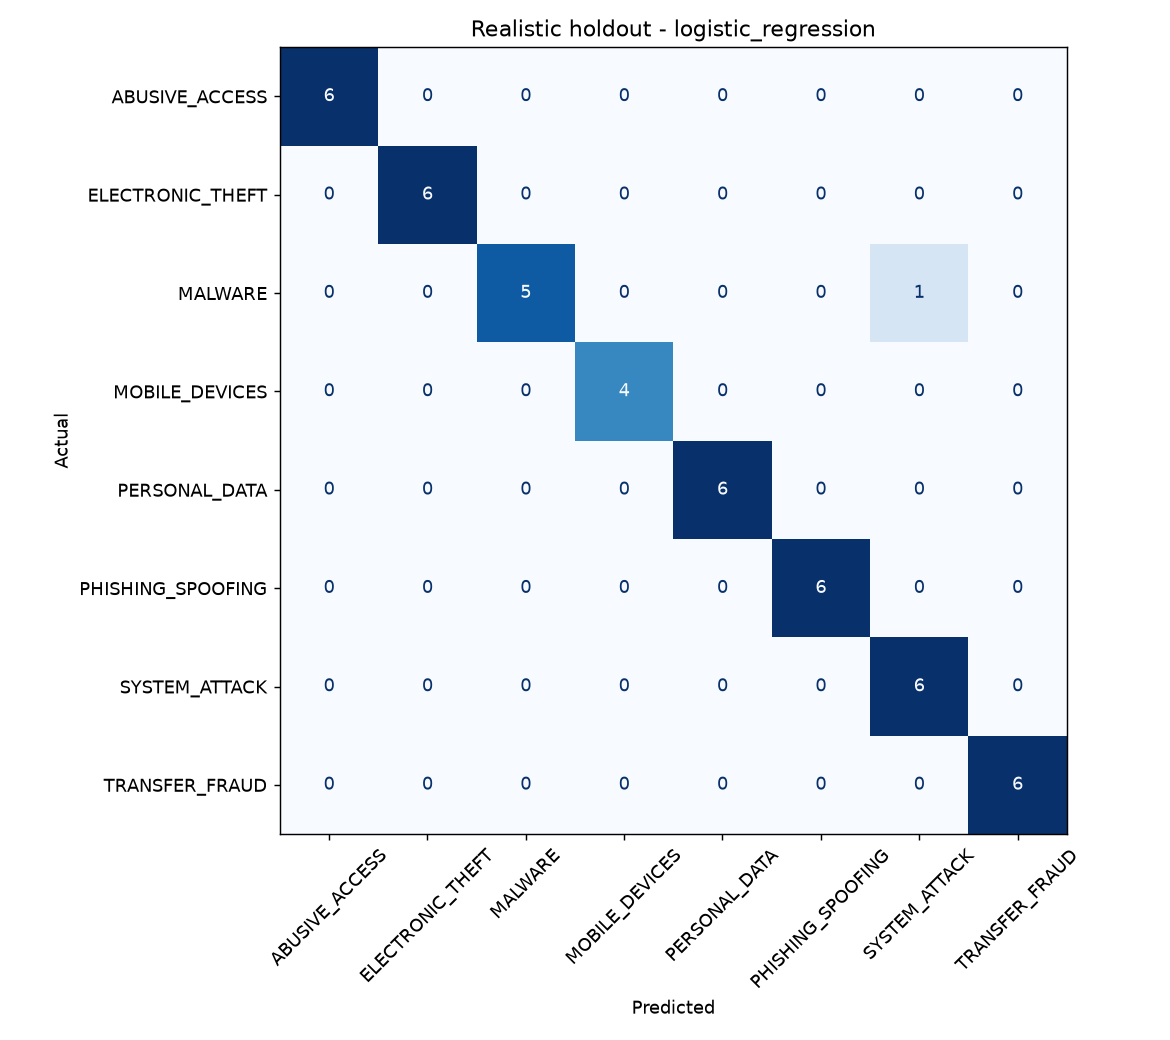 Realistic holdout - logistic_regression
Actual
ABUSIVE_ACCESS 6 0 0 0 0 0 0 0
ELECTRONIC_THEFT 0 6 0 0 0 0 0 0
MALWARE 0 0 5 0 0 0 1 0
MOBILE_DEVICES 0 0 0 4 0 0 0 0
PERSONAL_DATA 0 0 0 0 6 0 0 0
PHISHING_SPOOFING 0 0 0 0 0 6 0 0
SYSTEM_ATTACK 0 0 0 0 0 0 6 0
TRANSFER_FRAUD 0 0 0 0 0 0 0 6
ABUSIVE_ACCESS ELECTRONIC_THEFT MALWARE MOBILE_DEVICES PERSONAL_DATA PHISHING_SPOOFING SYSTEM_ATTACK TRANSFER_FRAUD
Predicted